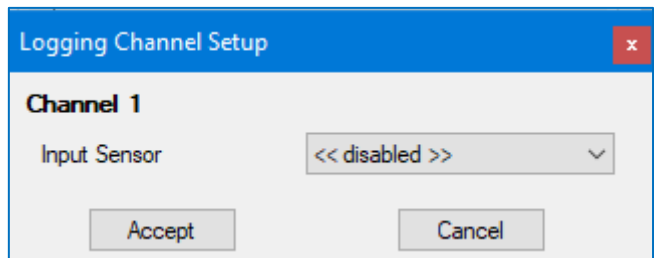 Logging Channel Setup x
Channel 1
Input Sensor << disabled >>
Accept Cancel